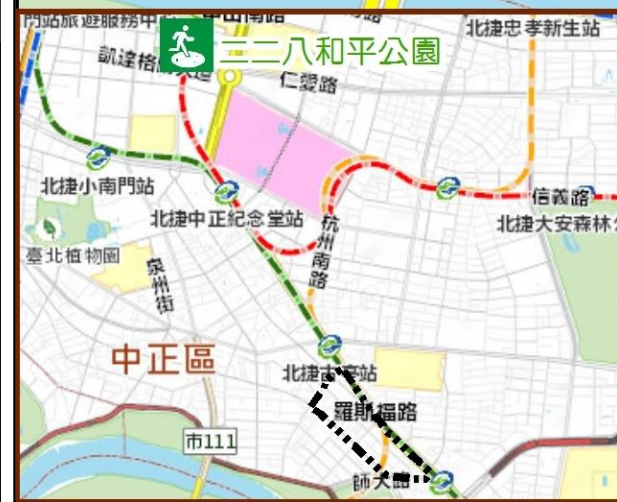 門站旅遊服務中心
中山南路
北捷忠孝新生站
二二八和平公園
凱達格蘭大道
仁愛路
北捷小南門站
信義路
北捷中正紀念堂站
北捷大安森林公
杭州南路
臺北植物園
泉州街
中正區
北捷古亭站
羅斯福路
市111
師大路